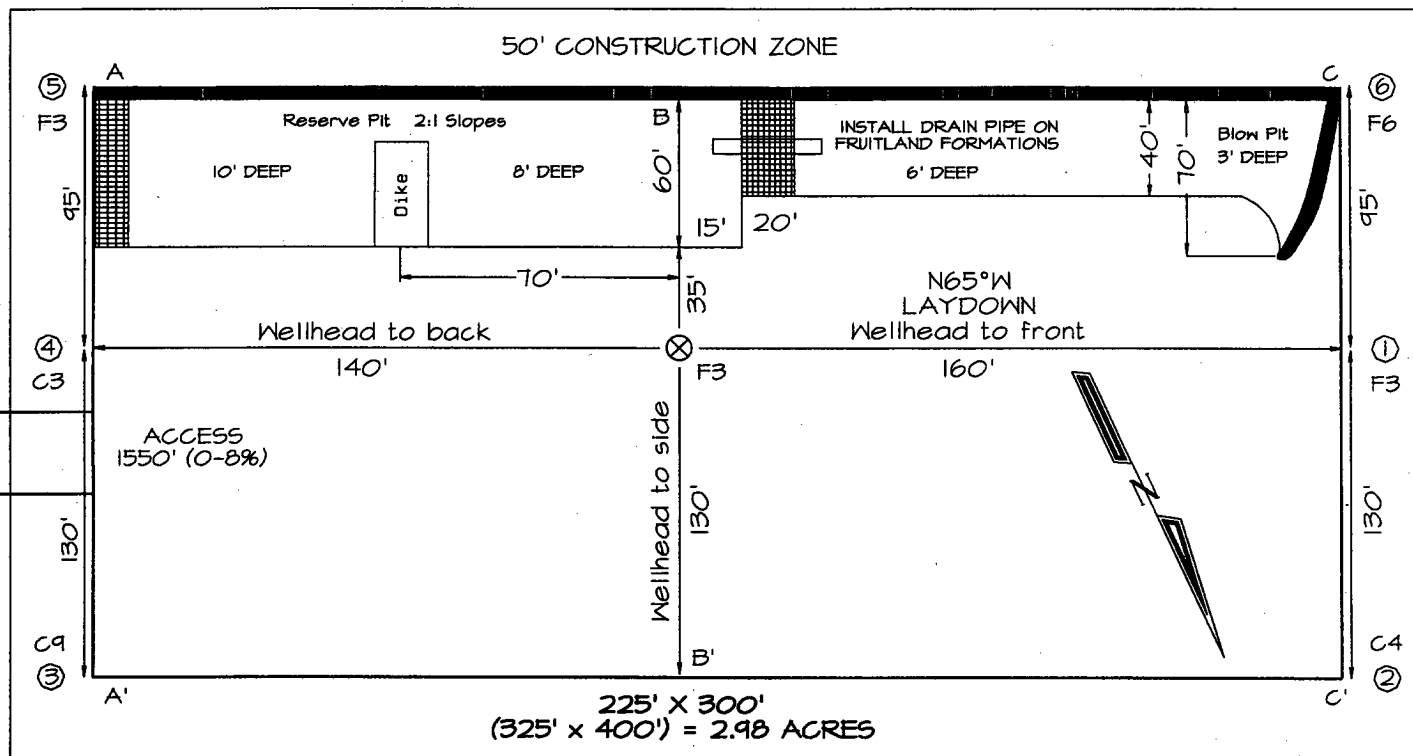 50' CONSTRUCTION ZONE
A
C
⑤
⑥
F3
F6
Reserve Pit 2:1 Slopes
B
INSTALL DRAIN PIPE ON
FRUITLAND FORMATIONS
Blow Pit
3' DEEP
10' DEEP
8' DEEP
6' DEEP
Dike
60'
40'
70'
95'
95'
15'
20'
70'
35'
N65°W
LAYDOWN
Wellhead to back
Wellhead to front
④
①
140'
160'
C3
F3
F3
ACCESS
1550' (0-8%)
Wellhead to side
130'
130'
130'
N
C9
C4
③
②
A'
B'
C'
225' X 300'
(325' x 400') = 2.98 ACRES